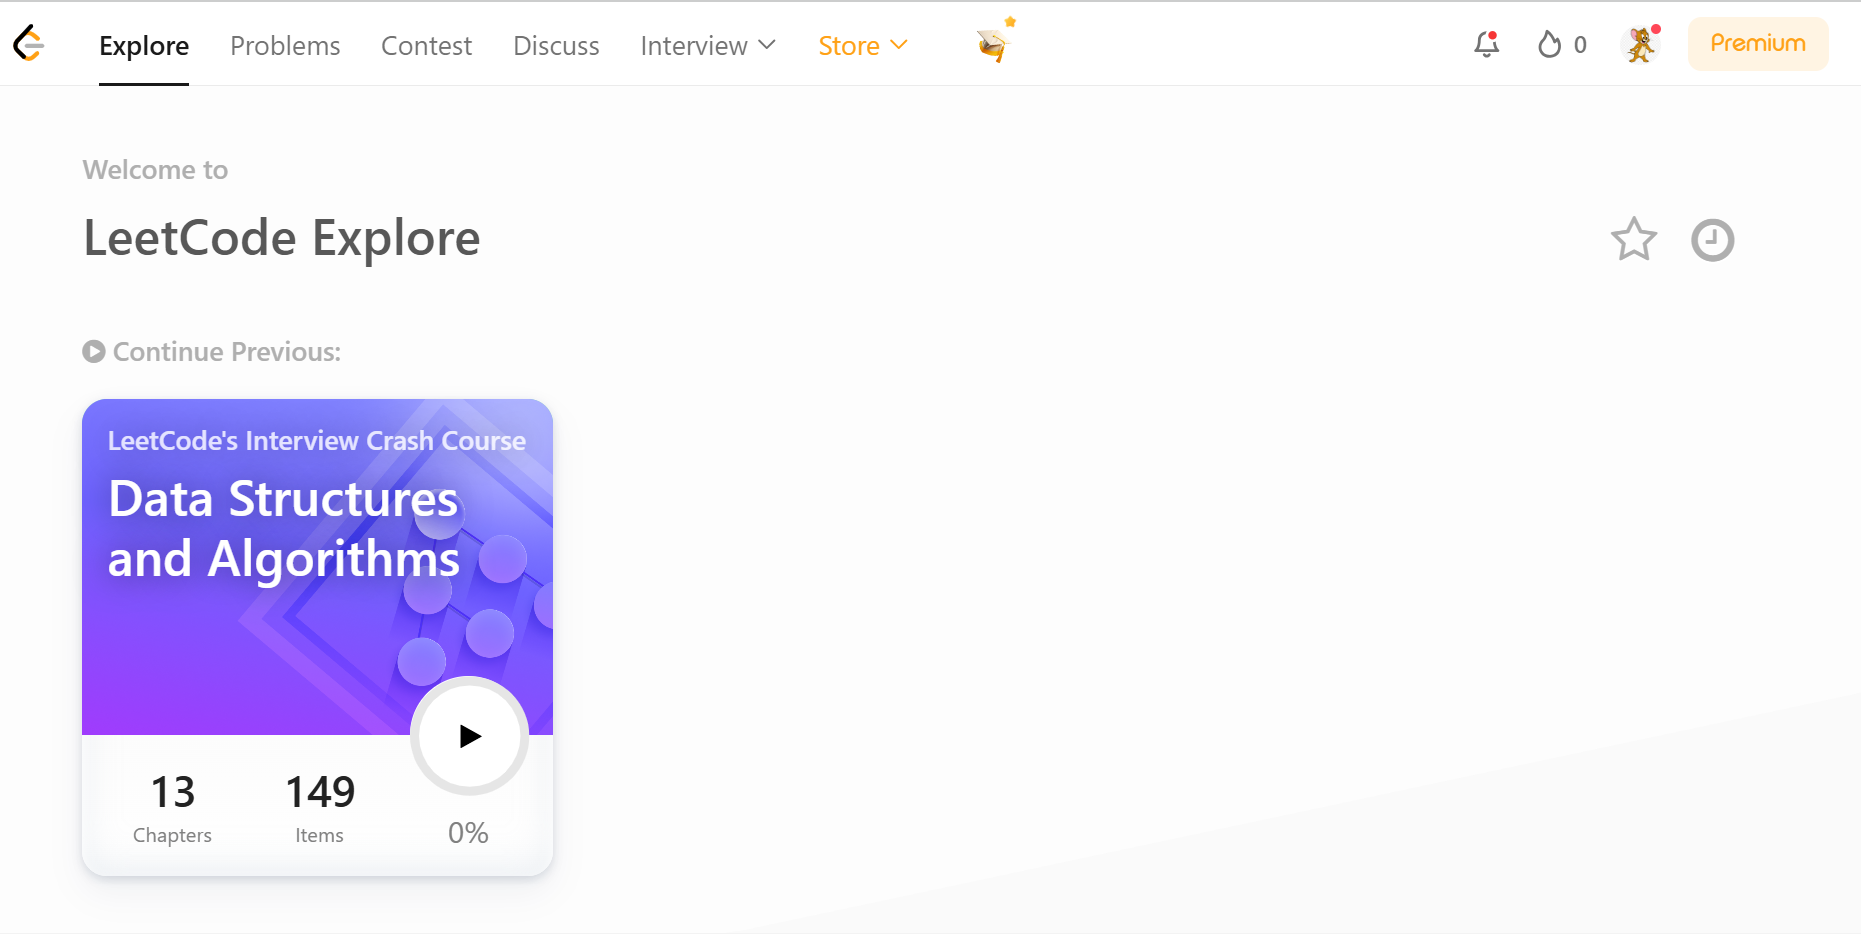 Explore Problems Contest Discuss Interview Store 0 Premium
Welcome to
LeetCode Explore
Continue Previous:
LeetCode's Interview Crash Course
Data Structures
and Algorithms
13 149
Chapters Items 0%